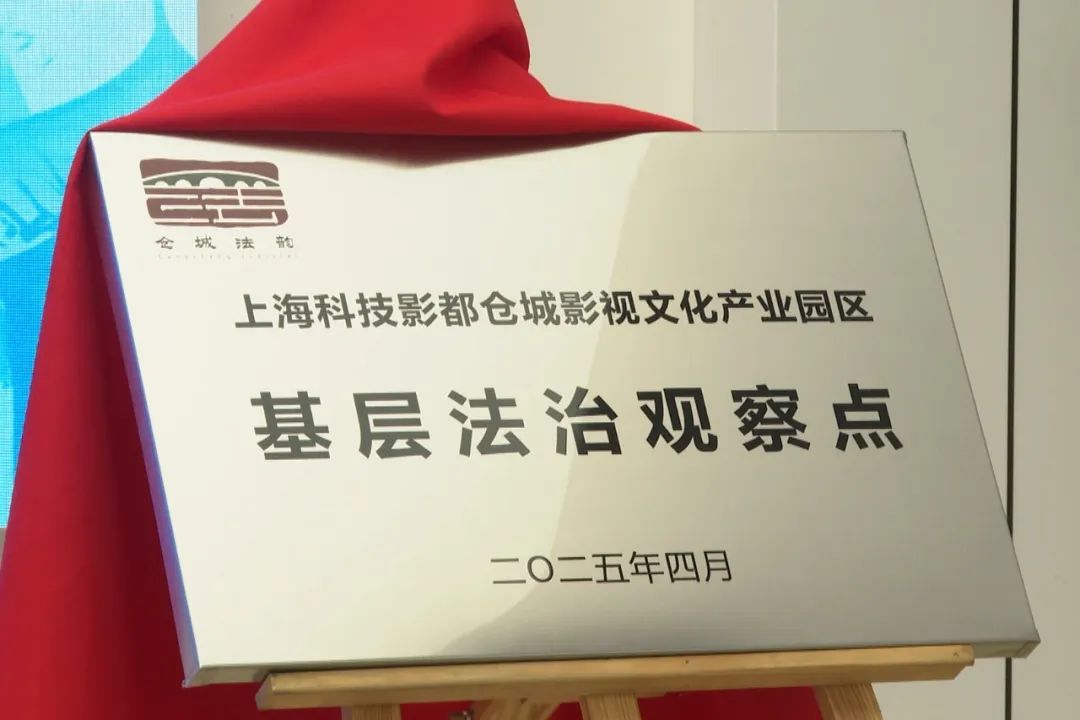 仓城法韵
上海科技影都仓城影视文化产业园区
基层法治观察点
二〇二五年四月